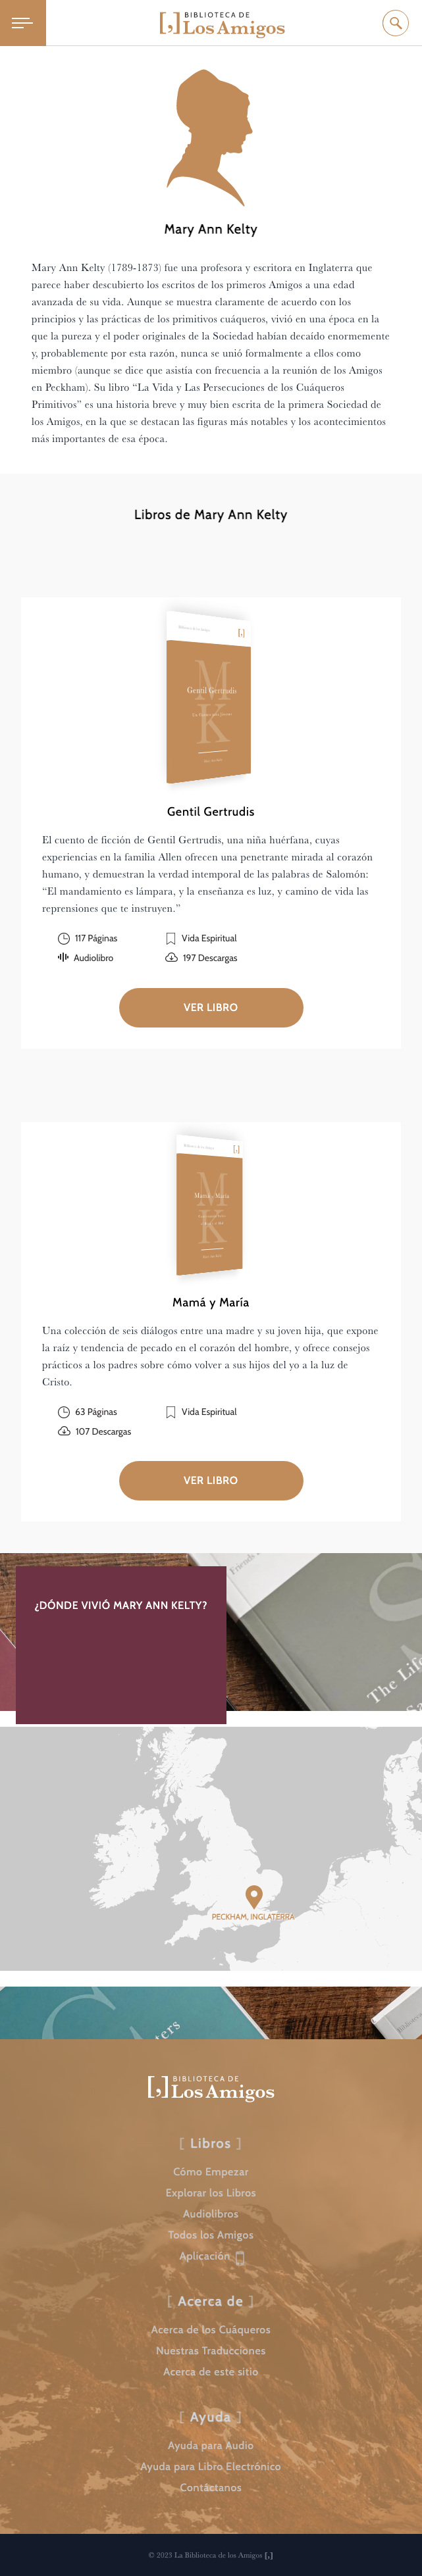 BIBLIOTECA DE
[,] Los Amigos
Mary Ann Kelty
Mary Ann Kelty (1789-1873) fue una profesora y escritora en Inglaterra que
parece haber descubierto los escritos de los primeros Amigos a una edad
avanzada de su vida. Aunque se muestra claramente de acuerdo con los
principios y las prácticas de los primitivos cuáqueros, vivió en una época en la
que la pureza y el poder originales de la Sociedad habían decaído enormemente
y, probablemente por esta razón, nunca se unió formalmente a ellos como
miembro (aunque se dice que asistía con frecuencia a la reunión de los Amigos
en Peckham). Su libro “La Vida y Las Persecuciones de los Cuáqueros
Primitivos” es una historia breve y muy bien escrita de la primera Sociedad de
los Amigos, en la que se destacan las figuras más notables y los acontecimientos
más importantes de esa época.
Libros de Mary Ann Kelty
[,]
MK
Gentil Gertrudis
El cuento de ficción de Gentil Gertrudis, una niña huérfana, cuyas
experiencias en la familia Allen ofrecen una penetrante mirada al corazón
humano, y demuestran la verdad intemporal de las palabras de Salomón:
“El mandamiento es lámpara, y la enseñanza es luz, y camino de vida las
reprensiones que te instruyen.”
117 Páginas
Vida Espiritual
Audiolibro
197 Descargas
VER LIBRO
[,]
MK
Mamá y María
Una colección de seis diálogos entre una madre y su joven hija, que expone
la raíz y tendencia de pecado en el corazón del hombre, y ofrece consejos
prácticos a los padres sobre cómo volver a sus hijos del yo a la luz de
Cristo.
63 Páginas
Vida Espiritual
107 Descargas
VER LIBRO
¿DÓNDE VIVIÓ MARY ANN KELTY?
Friends
The Life
PECKHAM, INGLATERRA
BIBLIOTECA DE
[,] Los Amigos
[ Libros ]
Cómo Empezar
Explorar los Libros
Audiolibros
Todos los Amigos
Aplicación
[ Acerca de ]
Acerca de los Cuáqueros
Nuestras Traducciones
Acerca de este sitio
[ Ayuda ]
Ayuda para Audio
Ayuda para Libro Electrónico
Contáctanos
© 2023 La Biblioteca de los Amigos [,]